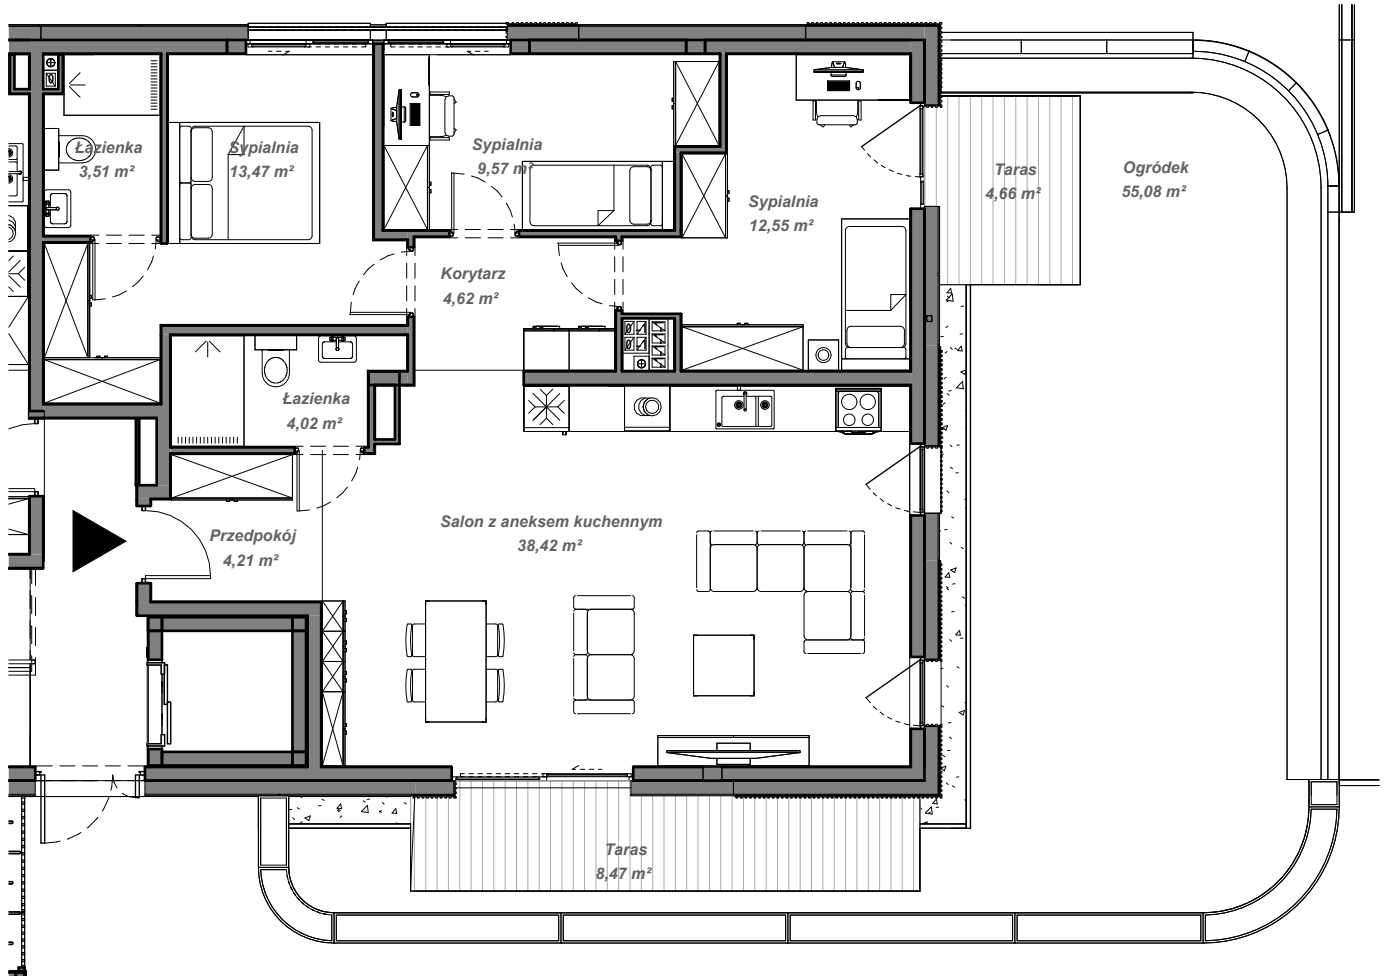 Łazienka
3,51 m²
Sypialnia
13,47 m²
Sypialnia
9,57 m²
Sypialnia
12,55 m²
Taras
4,66 m²
Ogródek
55,08 m²
Korytarz
4,62 m²
Łazienka
4,02 m²
Przedpokój
4,21 m²
Salon z aneksem kuchennym
38,42 m²
Taras
8,47 m²